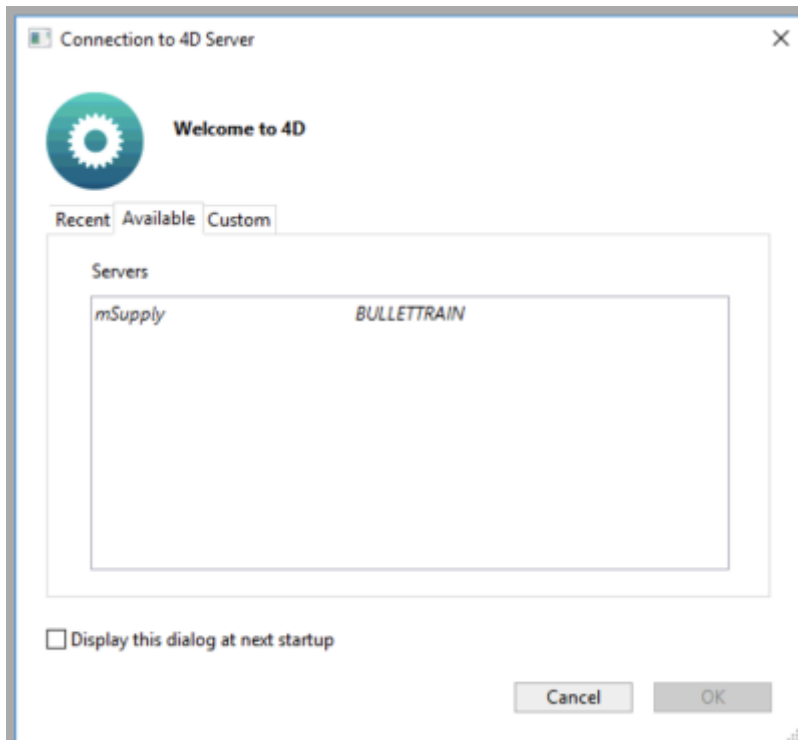 Connection to 4D Server
Welcome to 4D
Recent Available Custom
Servers
mSupply BULLETTRAIN
Display this dialog at next startup
Cancel OK